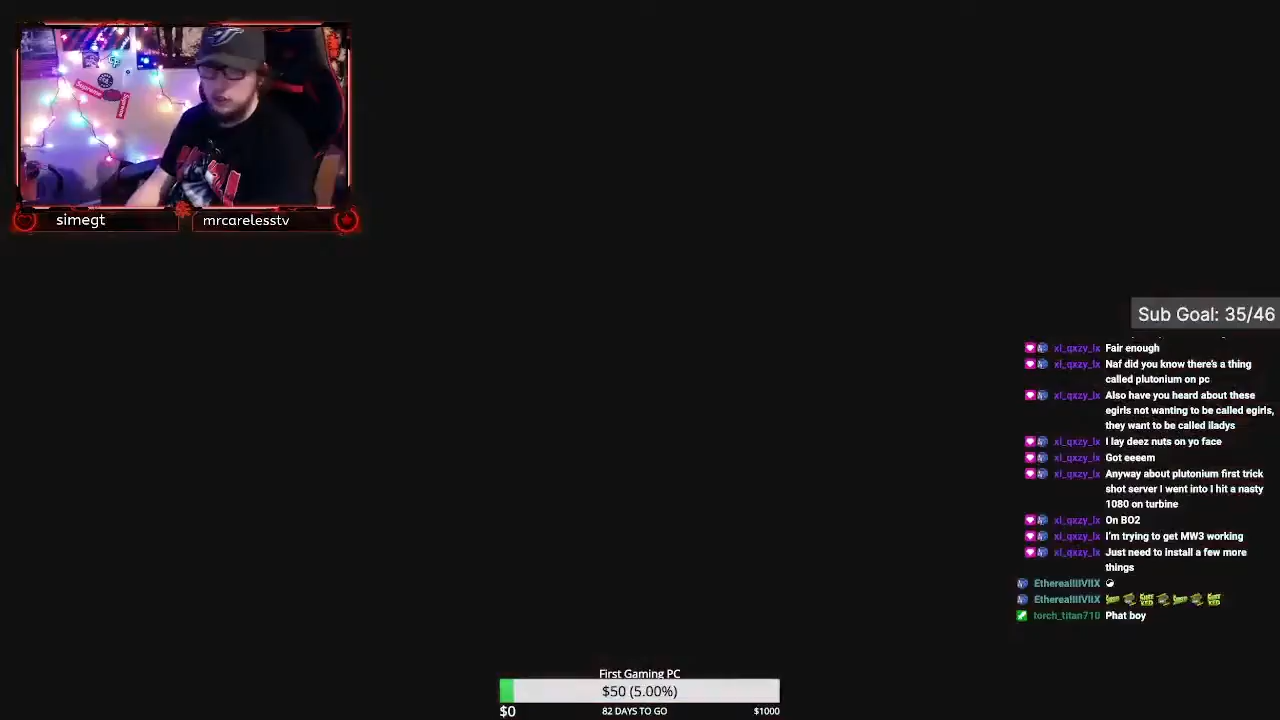 Supreme
Supreme
simegt
mrcarelesstv
Sub Goal: 35/46
xl_qxzy_lx Fair enough
xl_qxzy_lx Naf did you know there's a thing
called plutonium on pc
xl_qxzy_lx Also have you heard about these
egirls not wanting to be called egirls,
they want to be called lladys
xl_qxzy_lx I lay deez nuts on yo face
xl_qxzy_lx Got eeeem
xl_qxzy_lx Anyway about plutonium first trick
shot server I went into I hit a nasty
1080 on turbine
xl_qxzy_lx On BO2
xl_qxzy_lx I'm trying to get MW3 working
xl_qxzy_lx Just need to install a few more
things
torch_titan710 Phat boy
First Gaming PC
$50 (5.00%)
$0 82 DAYS TO GO $1000